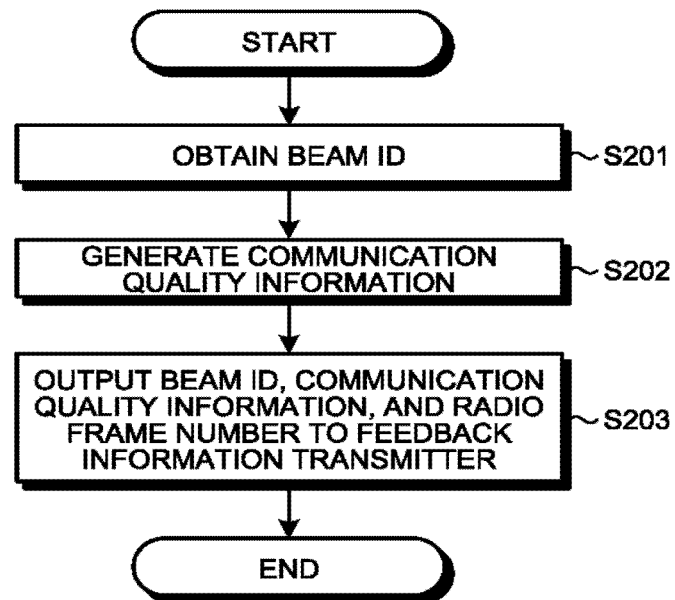 START
OBTAIN BEAM ID
S201
GENERATE COMMUNICATION
QUALITY INFORMATION
S202
OUTPUT BEAM ID, COMMUNICATION
QUALITY INFORMATION, AND RADIO
FRAME NUMBER TO FEEDBACK
INFORMATION TRANSMITTER
S203
END